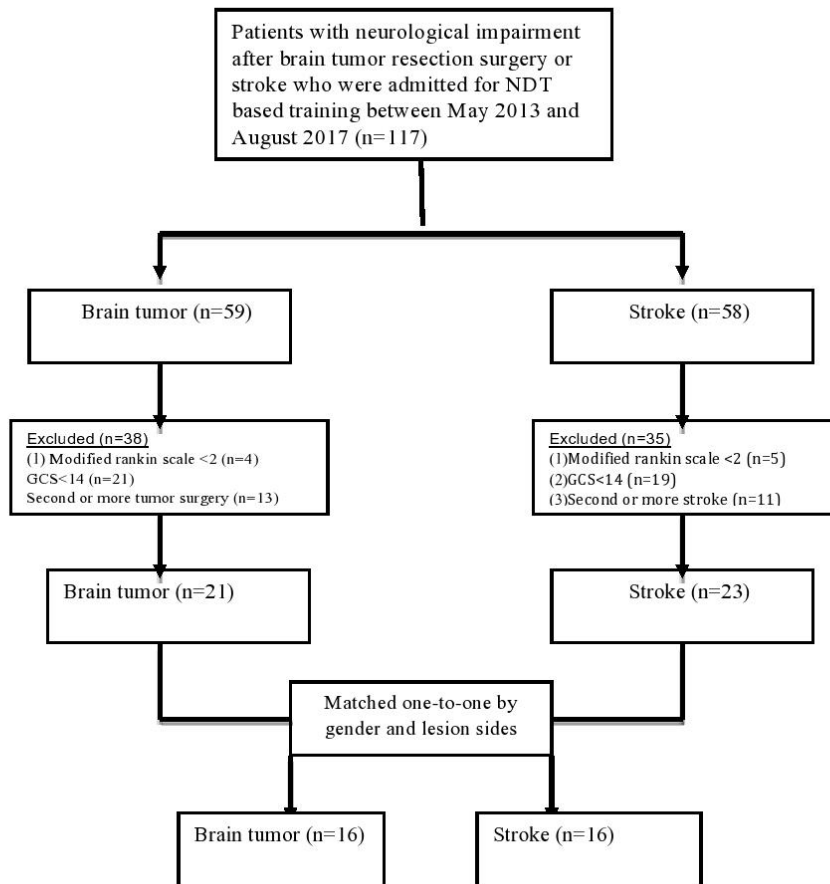 Patients with neurological impairment
after brain tumor resection surgery or
stroke who were admitted for NDT
based training between May 2013 and
August 2017 (n=117)
Brain tumor (n=59)
Stroke (n=58)
Excluded (n=38)
(1) Modified rankin scale <2 (n=4)
GCS<14 (n=21)
Second or more tumor surgery (n=13)
Excluded (n=35)
(1)Modified rankin scale <2 (n=5)
(2)GCS<14 (n=19)
(3)Second or more stroke (n=11)
Brain tumor (n=21)
Stroke (n=23)
Matched one-to-one by
gender and lesion sides
Brain tumor (n=16)
Stroke (n=16)